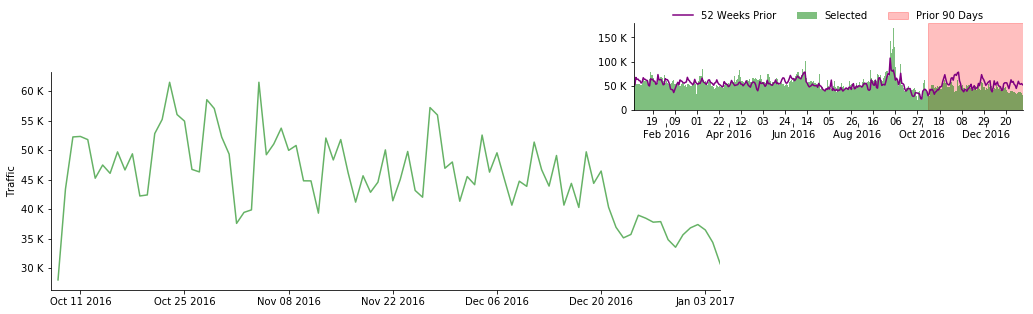 52 Weeks Prior Selected Prior 90 Days
150 K
100 K
50 K
0
19 09 01 22 12 03 24 14 05 26 16 06 27 18 08 29 20
Feb 2016 Apr 2016 Jun 2016 Aug 2016 Oct 2016 Dec 2016
Traffic
60 K
55 K
50 K
45 K
40 K
35 K
30 K
Oct 11 2016 Oct 25 2016 Nov 08 2016 Nov 22 2016 Dec 06 2016 Dec 20 2016 Jan 03 2017